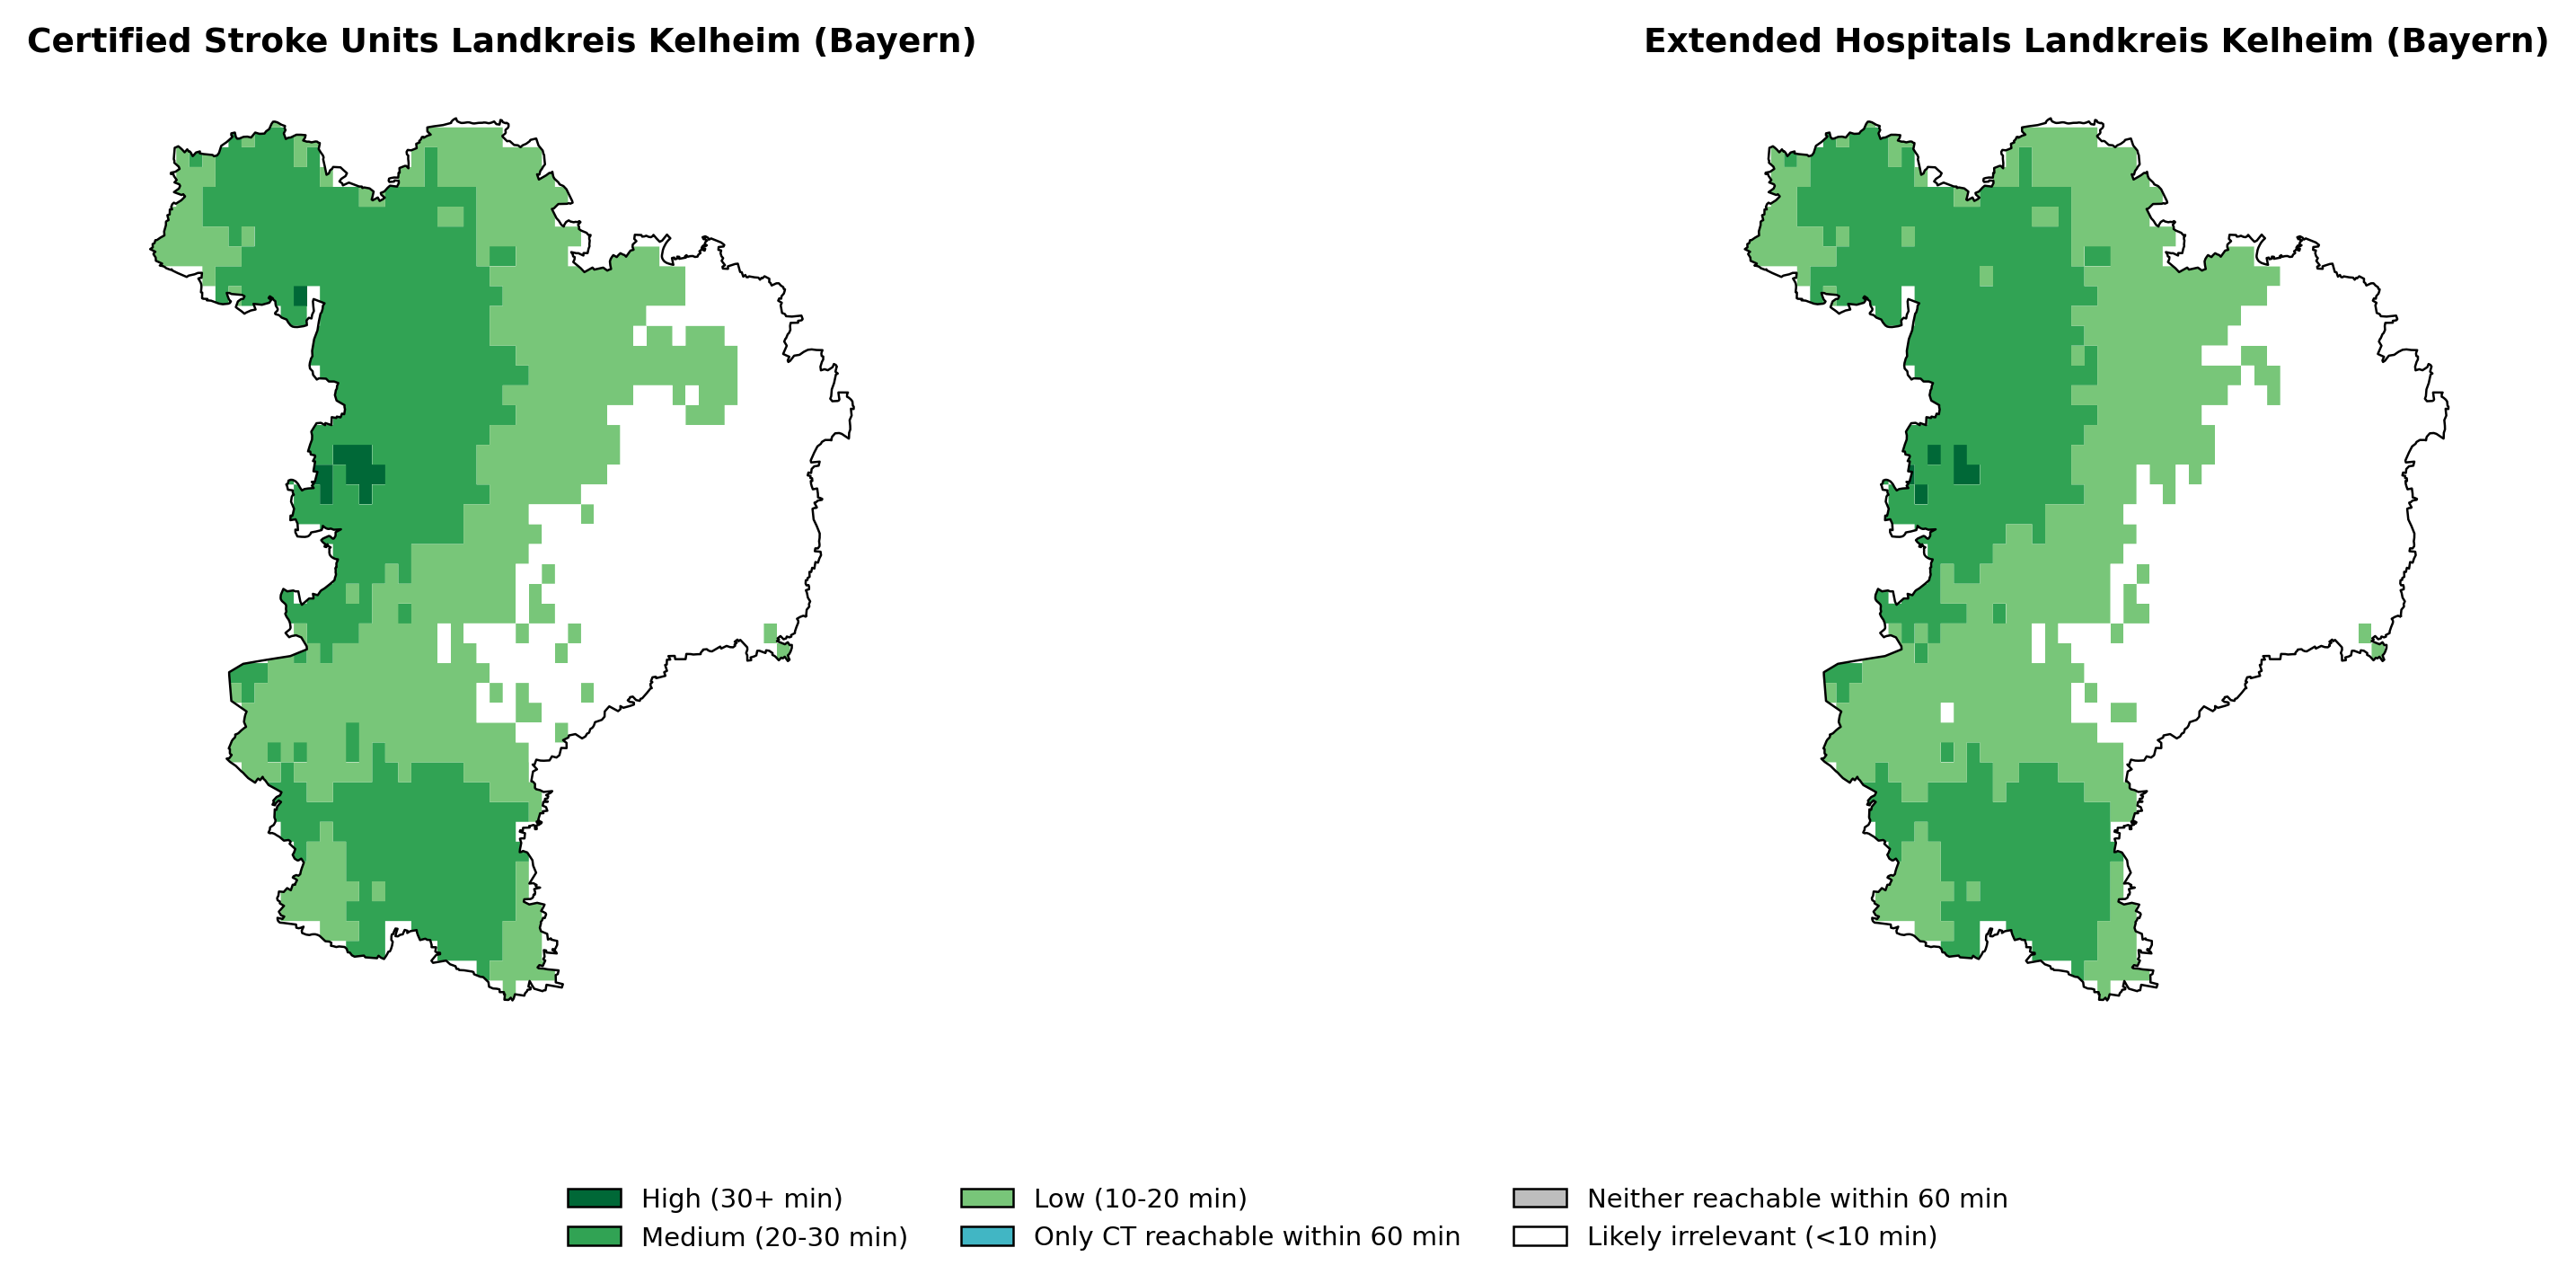 Certified Stroke Units Landkreis Kelheim (Bayern)
Extended Hospitals Landkreis Kelheim (Bayern)
High (30+ min)
Medium (20-30 min)
Low (10-20 min)
Only CT reachable within 60 min
Neither reachable within 60 min
Likely irrelevant (<10 min)